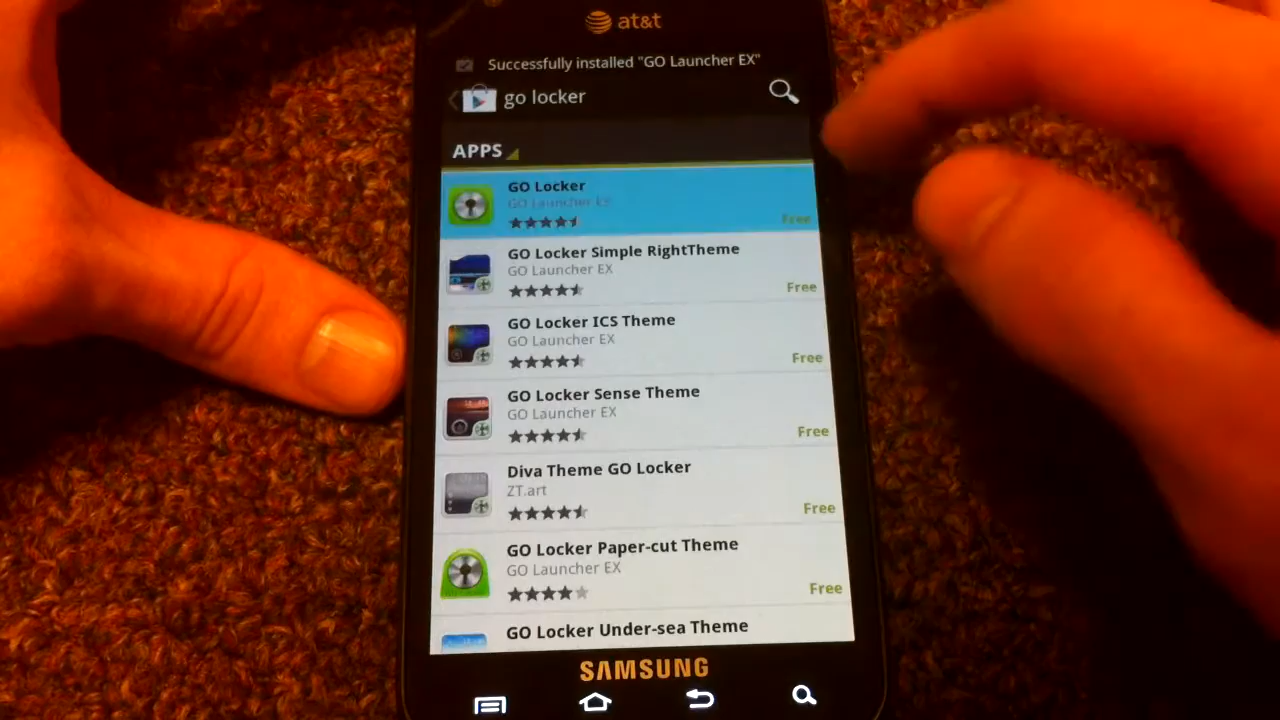 at&t
Successfully installed "GO Launcher EX"
go locker
APPS
GO Locker
GO Launcher EX
Free
GO Locker Simple RightTheme
GO Launcher EX
Free
GO Locker ICS Theme
GO Launcher EX
Free
GO Locker Sense Theme
GO Launcher EX
Free
Diva Theme GO Locker
ZT.art
Free
GO Locker Paper-cut Theme
GO Launcher EX
Free
GO Locker Under-sea Theme
SAMSUNG